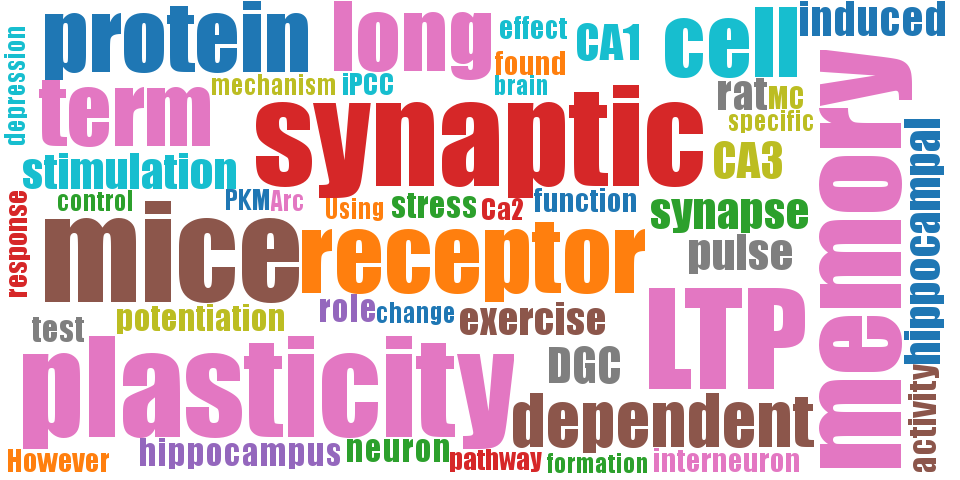 protein
long
effect
CA1
cell
induced
depression
term
mechanism
iPCC
found
brain
rat
MC
specific
synaptic
memory
stimulation
CA3
hippocampal
response
control
PKM
Arc
Using
stress
Ca2
function
synapse
mice
receptor
pulse
test
potentiation
role
change
exercise
LTP
plasticity
DGC
dependent
activity
However
hippocampus
neuron
pathway
formation
interneuron